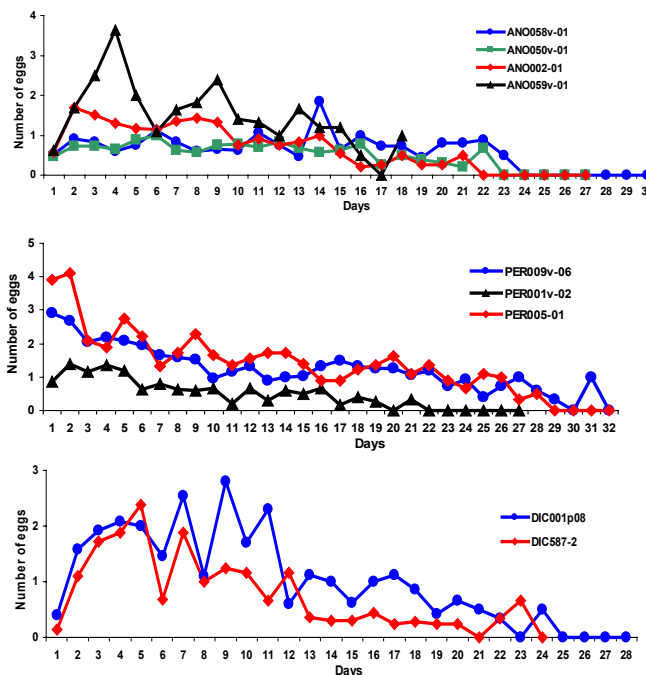 4
3
2
1
0
Number of eggs
ANO058v-01
ANO050v-01
ANO002-01
ANO059v-01
1 2 3 4 5 6 7 8 9 10 11 12 13 14 15 16 17 18 19 20 21 22 23 24 25 26 27 28 29 3
Days
5
4
3
2
1
0
Number of eggs
PER009v-06
PER001v-02
PER005-01
1 2 3 4 5 6 7 8 9 10 11 12 13 14 15 16 17 18 19 20 21 22 23 24 25 26 27 28 29 30 31 32
Days
3
2
1
0
Number of eggs
DIC001p08
DIC587-2
1 2 3 4 5 6 7 8 9 10 11 12 13 14 15 16 17 18 19 20 21 22 23 24 25 26 27 28
Days